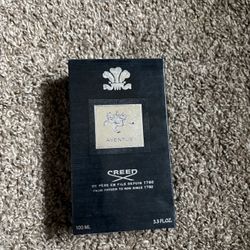 AVENTUS
CREED
DE PÈRE EN FILS DEPUIS 1760
FROM FATHER TO SON SINCE 1760
100 ML
3.3 FL.OZ.